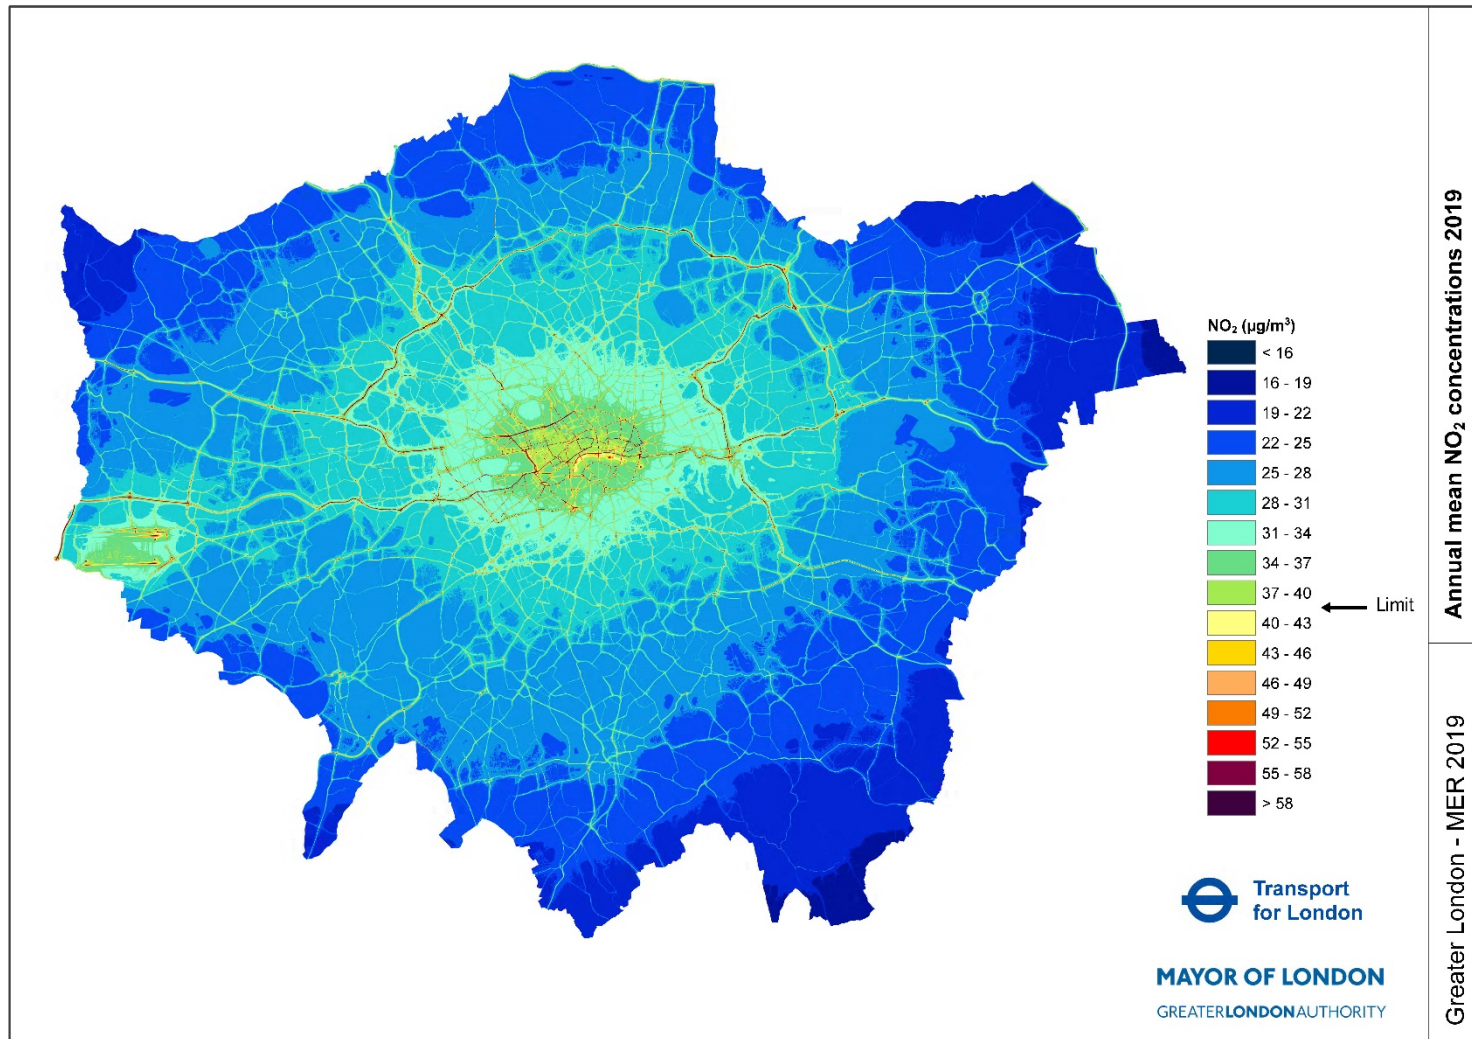 NO₂ (µg/m³)
< 16
16 - 19
19 - 22
22 - 25
25 - 28
28 - 31
31 - 34
34 - 37
37 - 40
40 - 43
43 - 46
46 - 49
49 - 52
52 - 55
55 - 58
> 58
Limit
Transport
for London
MAYOR OF LONDON
GREATERLONDONAUTHORITY
Annual mean NO₂ concentrations 2019
Greater London - MER 2019